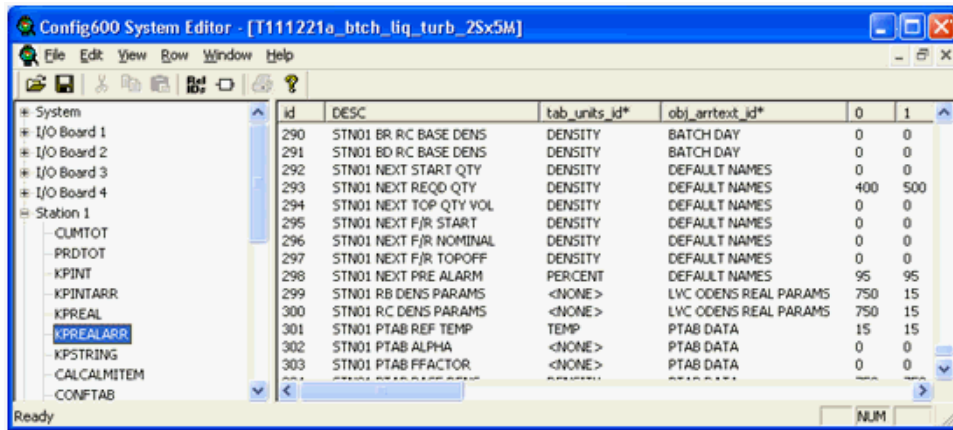 Config600 System Editor - [T111221a_btch_liq_turb_2Sx5M]
File Edit View Row Window Help
System
I/O Board 1
I/O Board 2
I/O Board 3
I/O Board 4
Station 1
CUMTOT
PRDTOT
KPINT
KPINTARR
KPREAL
KPREALARR
KPSTRING
CALCALMITEM
CONFTAB
id DESC tab_units_id* obj_arrtext_id* 0 1
290 STN01 BR RC BASE DENS DENSITY BATCH DAY 0 0
291 STN01 BD RC BASE DENS DENSITY BATCH DAY 0 0
292 STN01 NEXT START QTY DENSITY DEFAULT NAMES 0 0
293 STN01 NEXT REQD QTY DENSITY DEFAULT NAMES 400 500
294 STN01 NEXT TOP QTY VOL DENSITY DEFAULT NAMES 0 0
295 STN01 NEXT F/R START DENSITY DEFAULT NAMES 0 0
296 STN01 NEXT F/R NOMINAL DENSITY DEFAULT NAMES 0 0
297 STN01 NEXT F/R TOPOFF DENSITY DEFAULT NAMES 0 0
298 STN01 NEXT PRE ALARM PERCENT DEFAULT NAMES 95 95
299 STN01 RB DENS PARAMS <NONE> LVC ODENS REAL PARAMS 750 15
300 STN01 RC DENS PARAMS <NONE> LVC ODENS REAL PARAMS 750 15
301 STN01 PTAB REF TEMP TEMP PTAB DATA 15 15
302 STN01 PTAB ALPHA <NONE> PTAB DATA 0 0
303 STN01 PTAB FFACTOR <NONE> PTAB DATA 0 0
Ready NUM